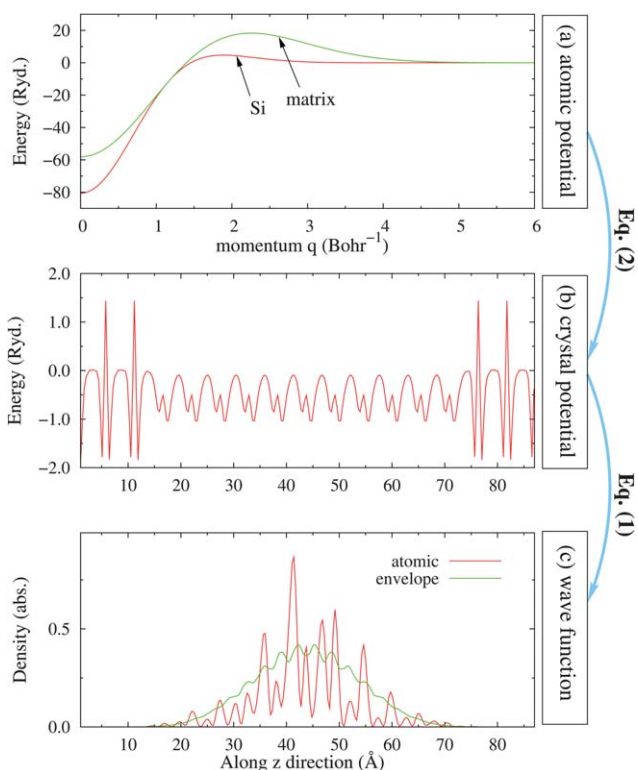 20
0
−20
−40
−60
−80
Energy (Ryd.)
Si
matrix
0 1 2 3 4 5 6
momentum q (Bohr⁻¹)
(a) atomic potential
Eq. (2)
2.0
1.0
0.0
−1.0
−2.0
Energy (Ryd.)
10 20 30 40 50 60 70 80
(b) crystal potential
Eq. (1)
atomic
envelope
0.5
0.0
Density (abs.)
10 20 30 40 50 60 70 80
Along z direction (Å)
(c) wave function